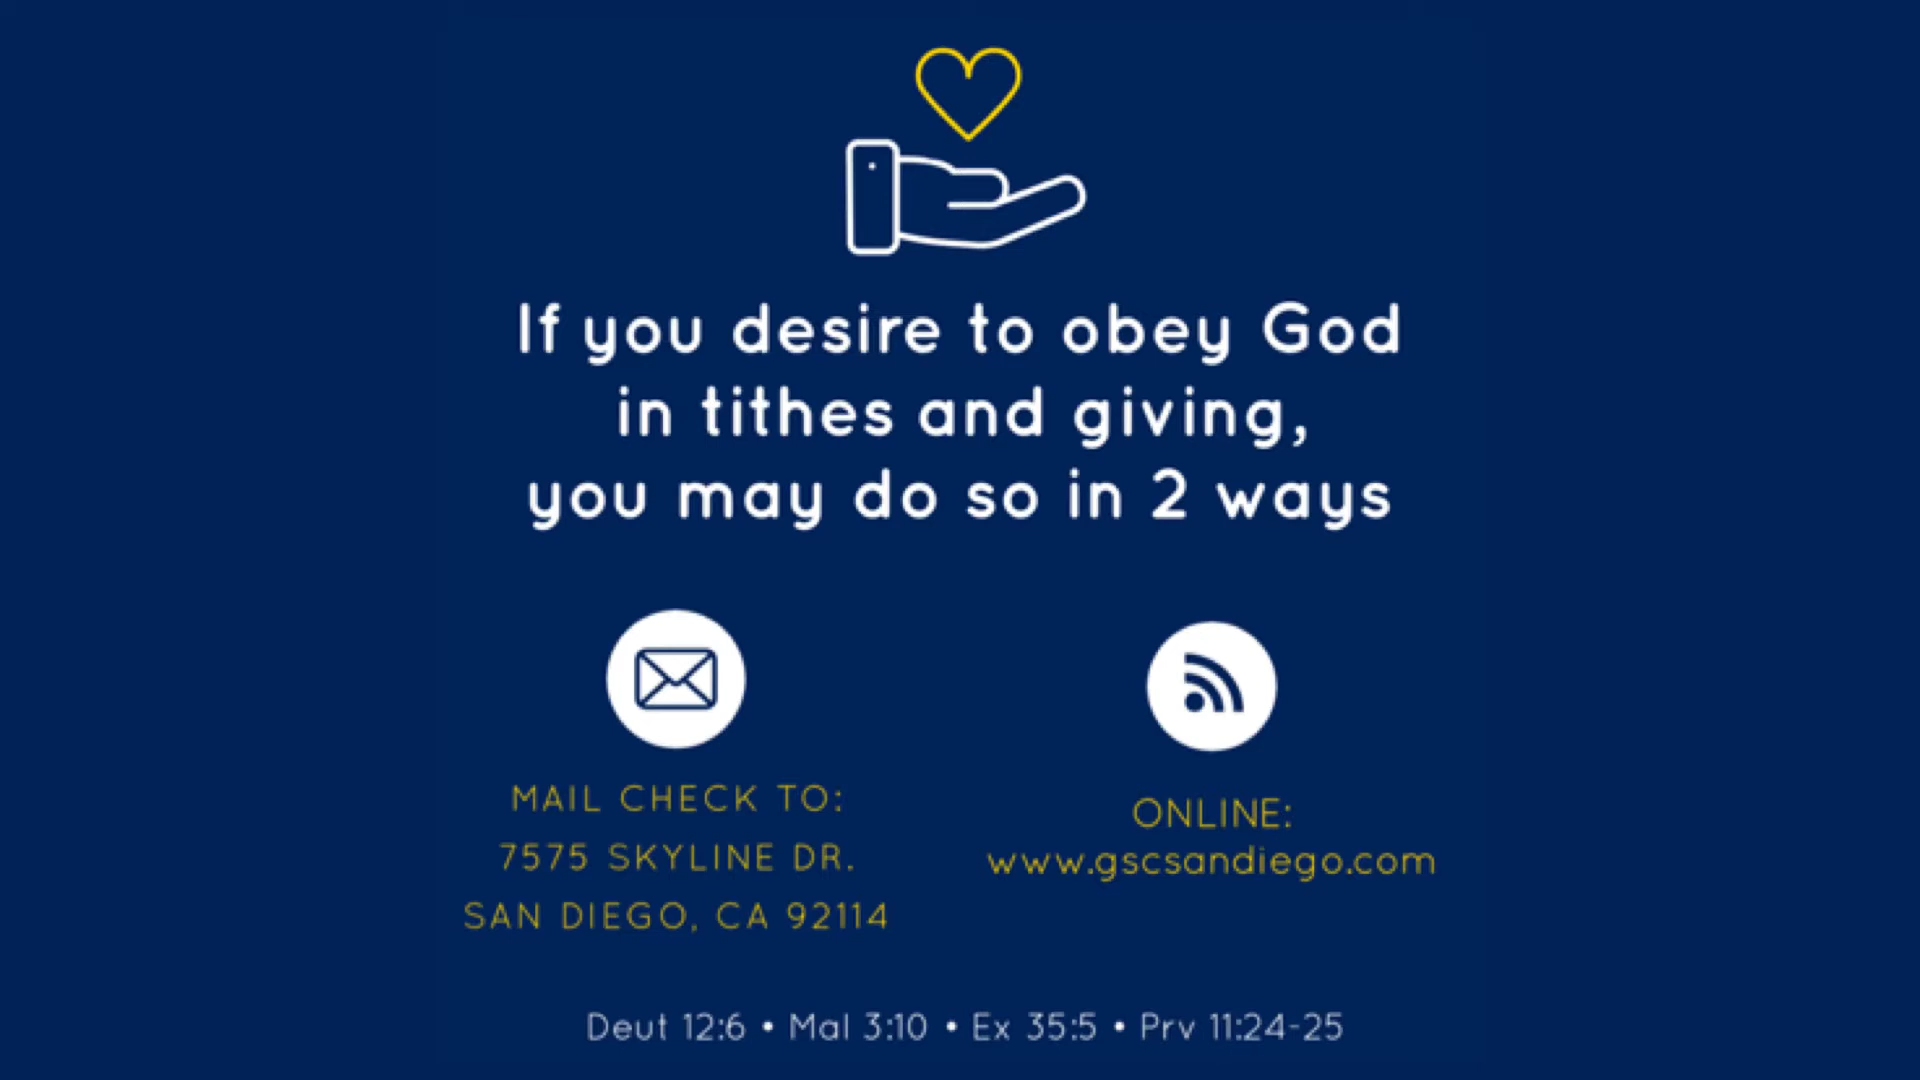 If you desire to obey God
in tithes and giving,
you may do so in 2 ways
MAIL CHECK TO:
7575 SKYLINE DR.
SAN DIEGO, CA 92114
ONLINE:
www.gscsandiego.com
Deut 12:6 • Mal 3:10 • Ex 35:5 • Prv 11:24-25